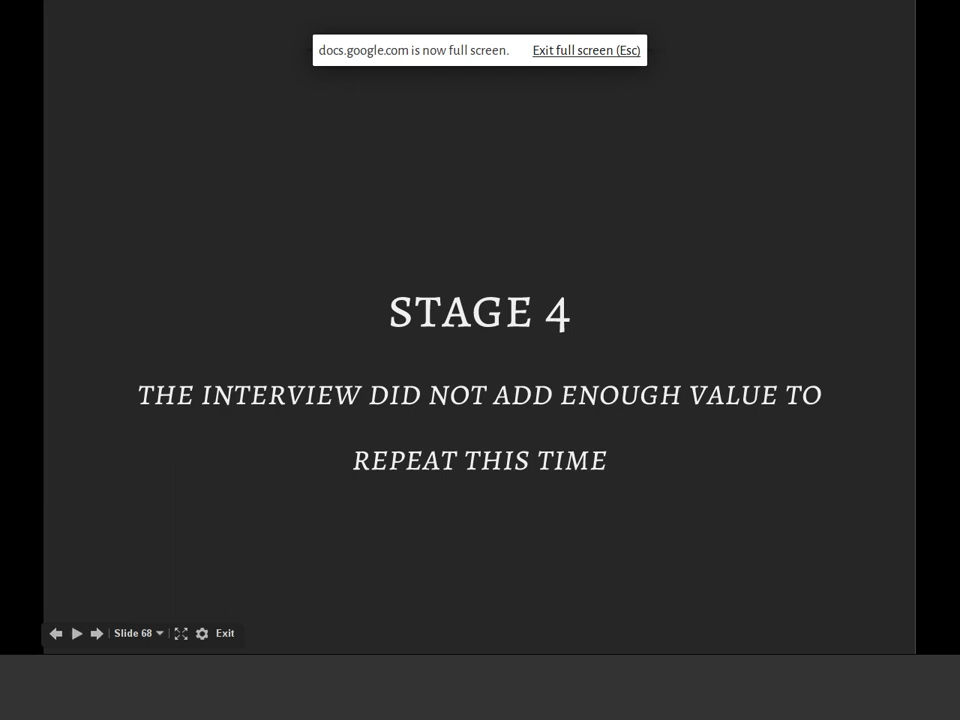 docs.google.com is now full screen. Exit full screen (Esc)
STAGE 4
THE INTERVIEW DID NOT ADD ENOUGH VALUE TO
REPEAT THIS TIME
Slide 68 Exit